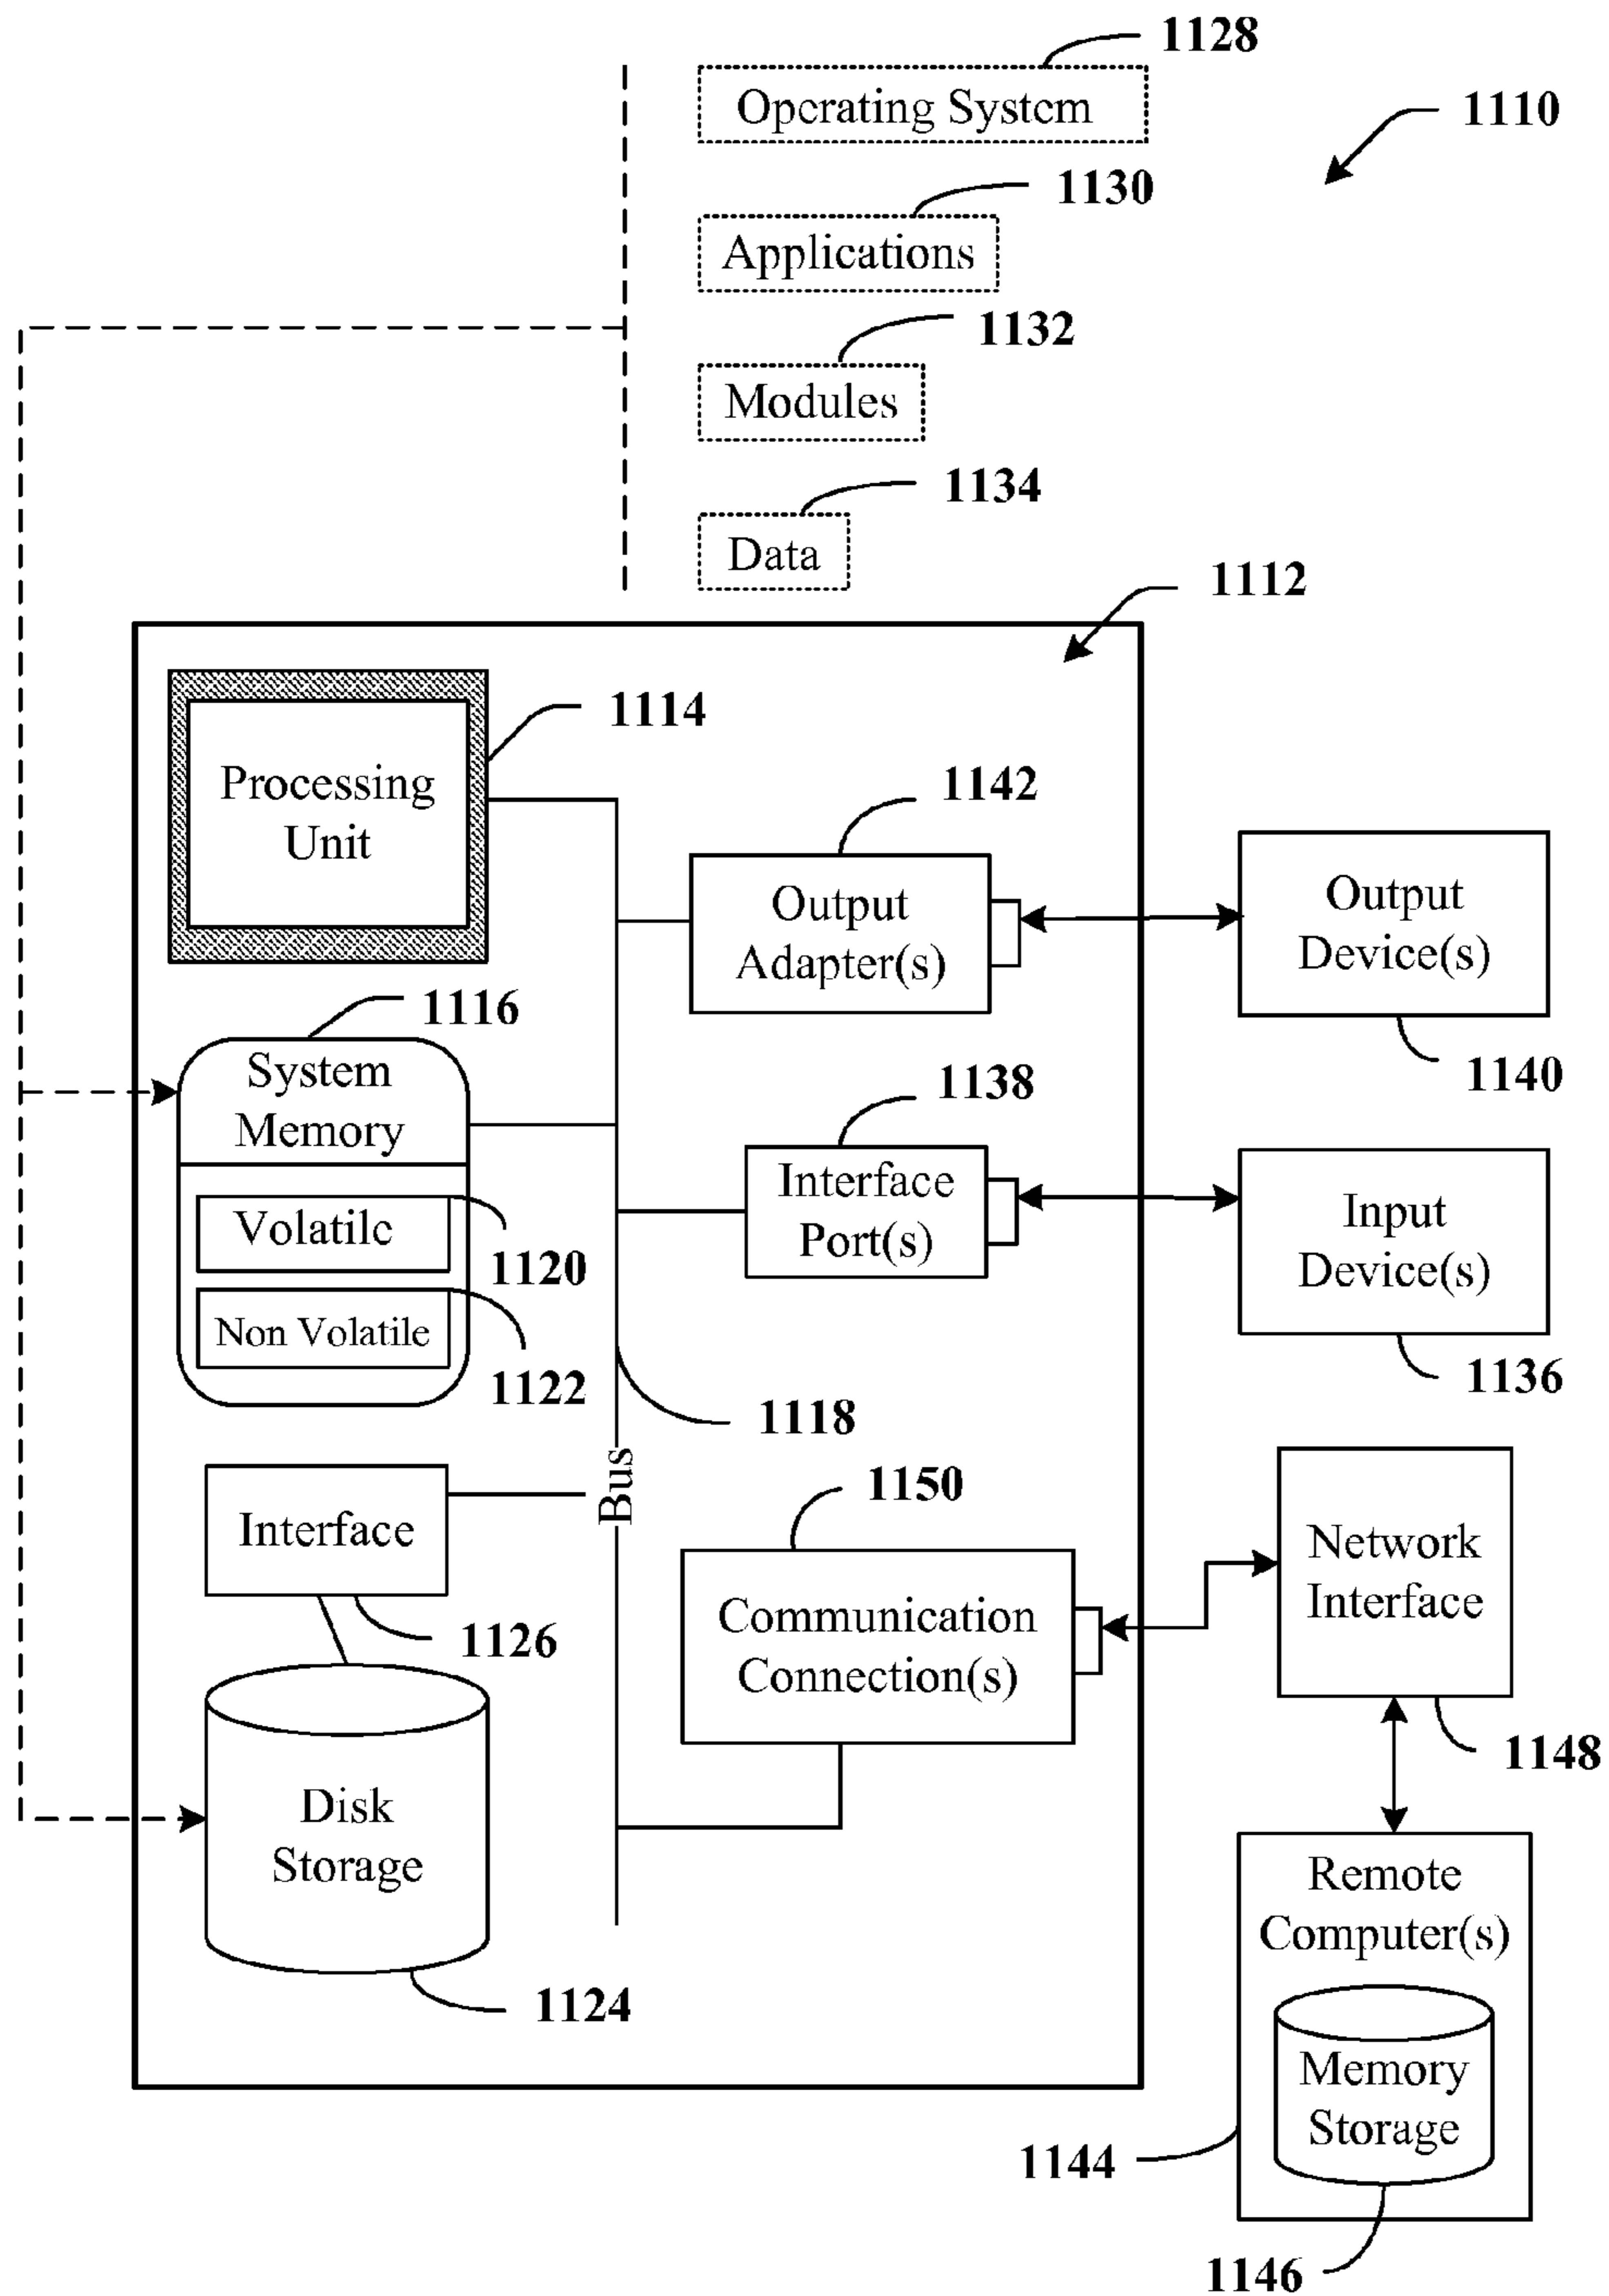 1128
Operating System
1110
1130
Applications
1132
Modules
1134
Data
1112
1114
Processing
Unit
1142
Output
Adapter(s)
Output
Device(s)
1140
1116
System
Memory
1138
Interface
Port(s)
Input
Device(s)
1136
Volatile
1120
Non Volatile
1122
1118
Bus
1150
Interface
1126
Communication
Connection(s)
Network
Interface
1148
Disk
Storage
1124
Remote
Computer(s)
Memory
Storage
1144
1146